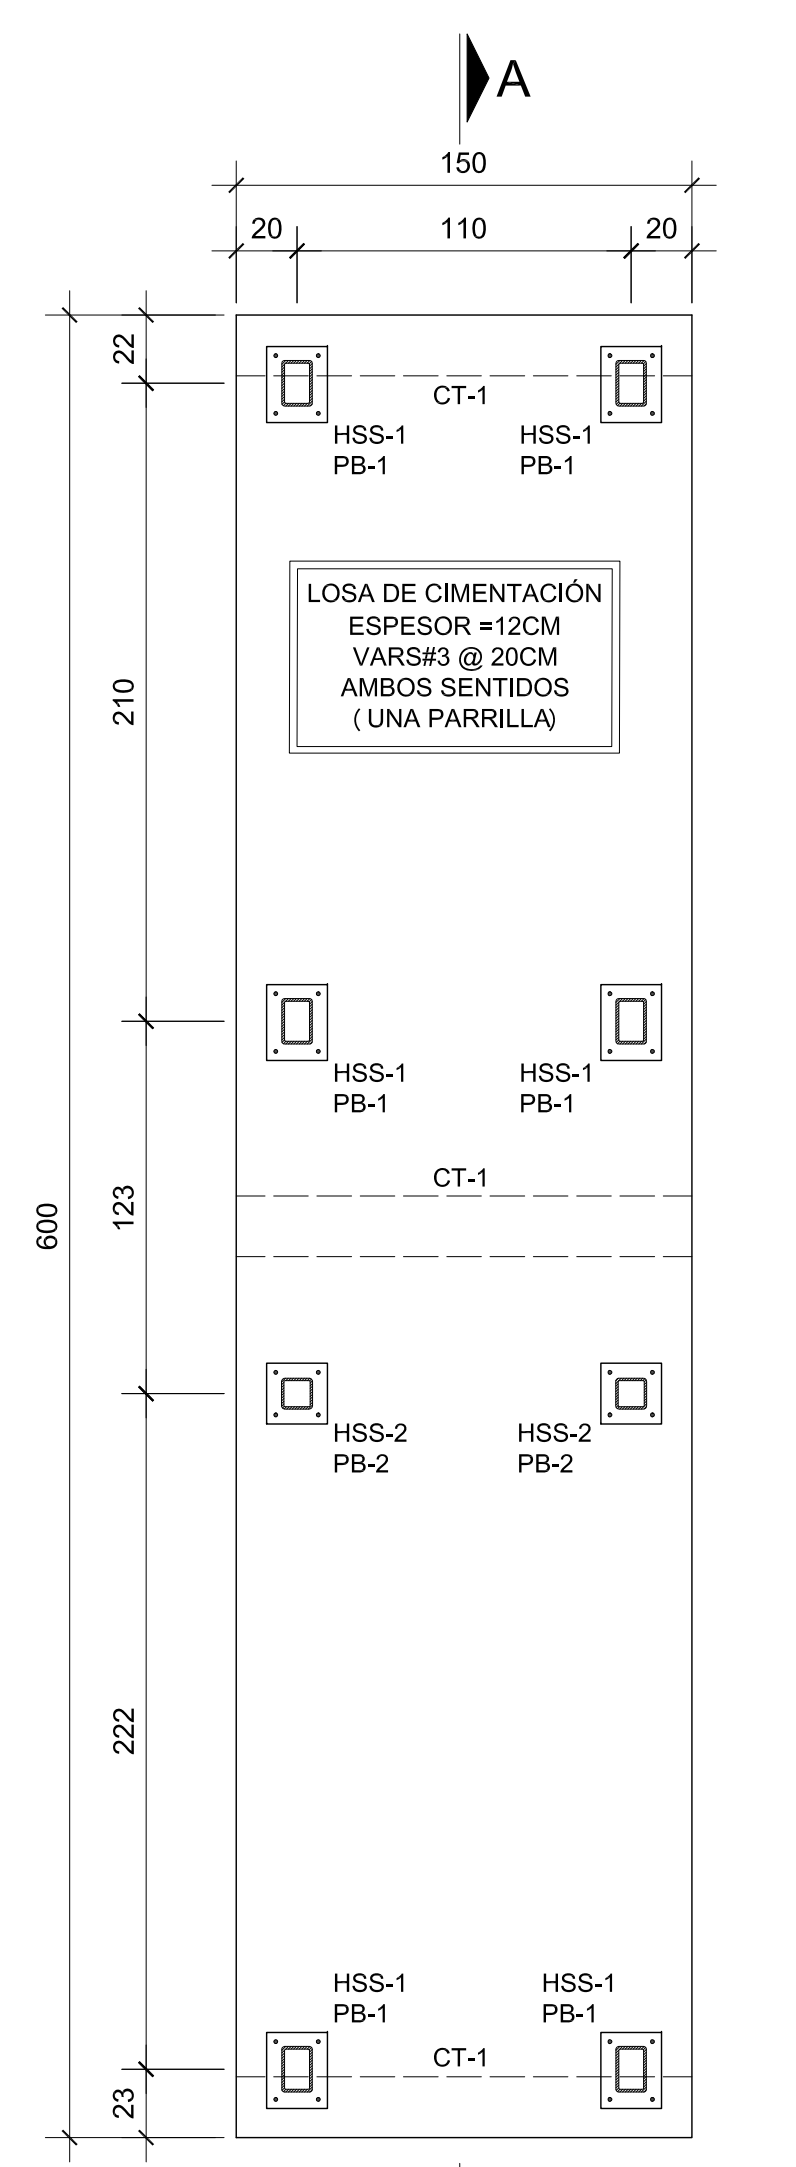 A
150
20 110 20
22
CT-1
HSS-1 HSS-1
PB-1 PB-1
LOSA DE CIMENTACIÓN
ESPESOR =12CM
VARS#3 @ 20CM
AMBOS SENTIDOS
( UNA PARRILLA)
210
HSS-1 HSS-1
PB-1 PB-1
CT-1
123
600
HSS-2 HSS-2
PB-2 PB-2
222
HSS-1 HSS-1
PB-1 PB-1
CT-1
23